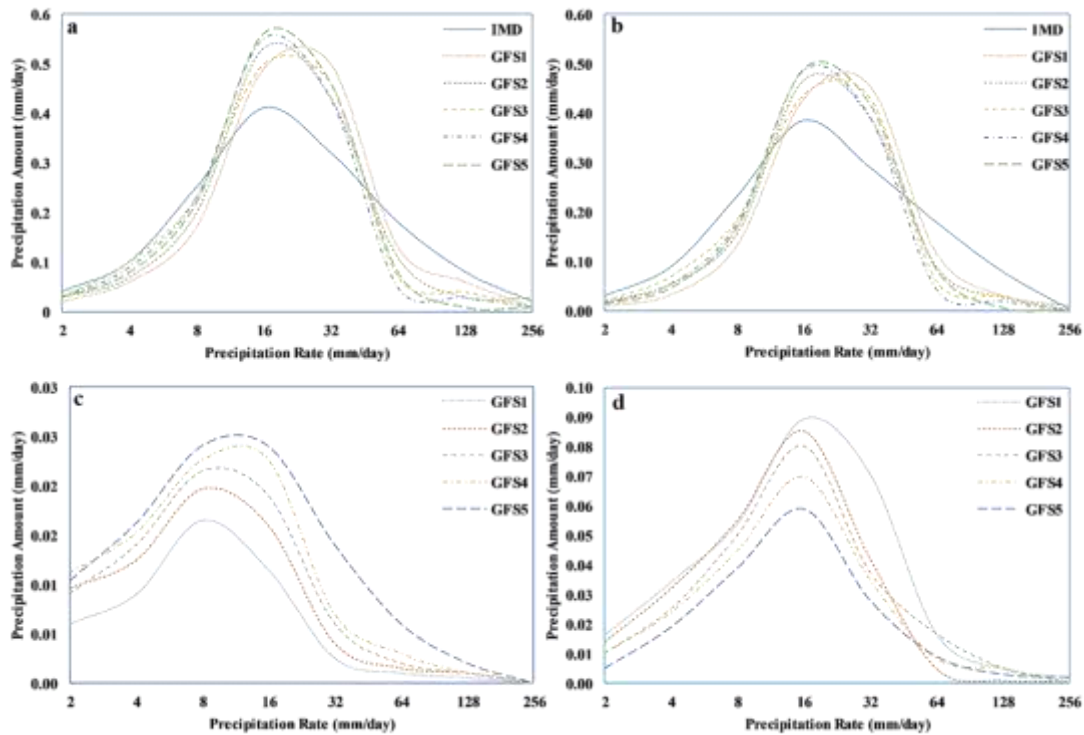 a
0.6
0.5
0.4
0.3
0.2
0.1
0
Precipitation Amount (mm/day)
IMD
GFS1
GFS2
GFS3
GFS4
GFS5
2 4 8 16 32 64 128 256
Precipitation Rate (mm/day)
b
0.60
0.50
0.40
0.30
0.20
0.10
0.00
Precipitation Amount (mm/day)
IMD
GFS1
GFS2
GFS3
GFS4
GFS5
2 4 8 16 32 64 128 256
Precipitation Rate (mm/day)
c
0.03
0.03
0.02
0.02
0.01
0.01
0.00
Precipitation Amount (mm/day)
GFS1
GFS2
GFS3
GFS4
GFS5
2 4 8 16 32 64 128 256
Precipitation Rate (mm/day)
d
0.10
0.09
0.08
0.07
0.06
0.05
0.04
0.03
0.02
0.01
0.00
Precipitation Amount (mm/day)
GFS1
GFS2
GFS3
GFS4
GFS5
2 4 8 16 32 64 128 256
Precipitation Rate (mm/day)